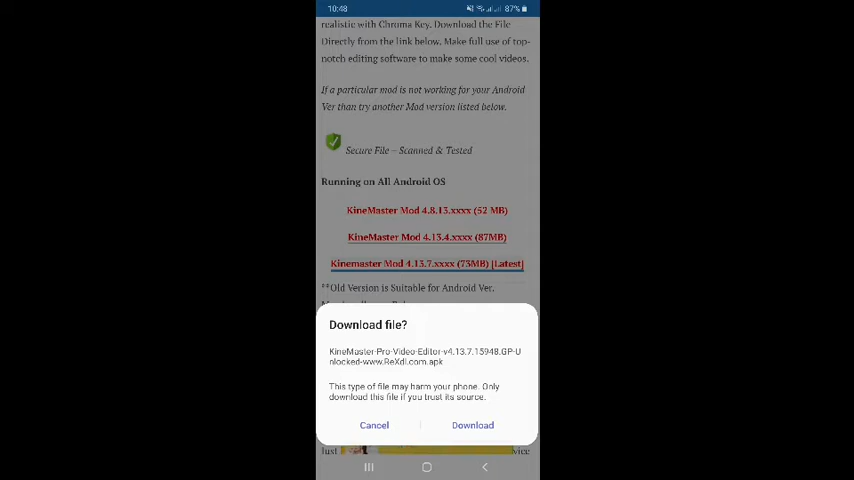 10:48
87%
realistic with Chroma Key. Download the File
Directly from the link below. Make full use of top-
notch editing software to make some cool videos.
If a particular mod is not working for your Android
Ver than try another Mod version listed below.
Secure File – Scanned & Tested
Running on All Android OS
KineMaster Mod 4.8.13.xxxx (52 MB)
KineMaster Mod 4.13.4.xxxx (87MB)
Kinemaster Mod 4.13.7.xxxx (73MB) [Latest]
**Old Version is Suitable for Android Ver.
Download file?
KineMaster-Pro-Video-Editor-v4.13.7.15948.GP-U
nlocked-www.ReXdl.com.apk
This type of file may harm your phone. Only
download this file if you trust its source.
Cancel
Download
Just
vice